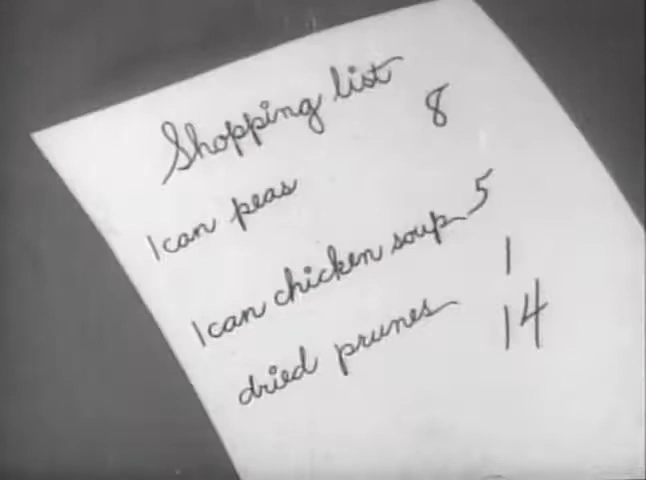 Shopping list
8
1 can peas
1 can chicken soup 5
1
dried prunes 14